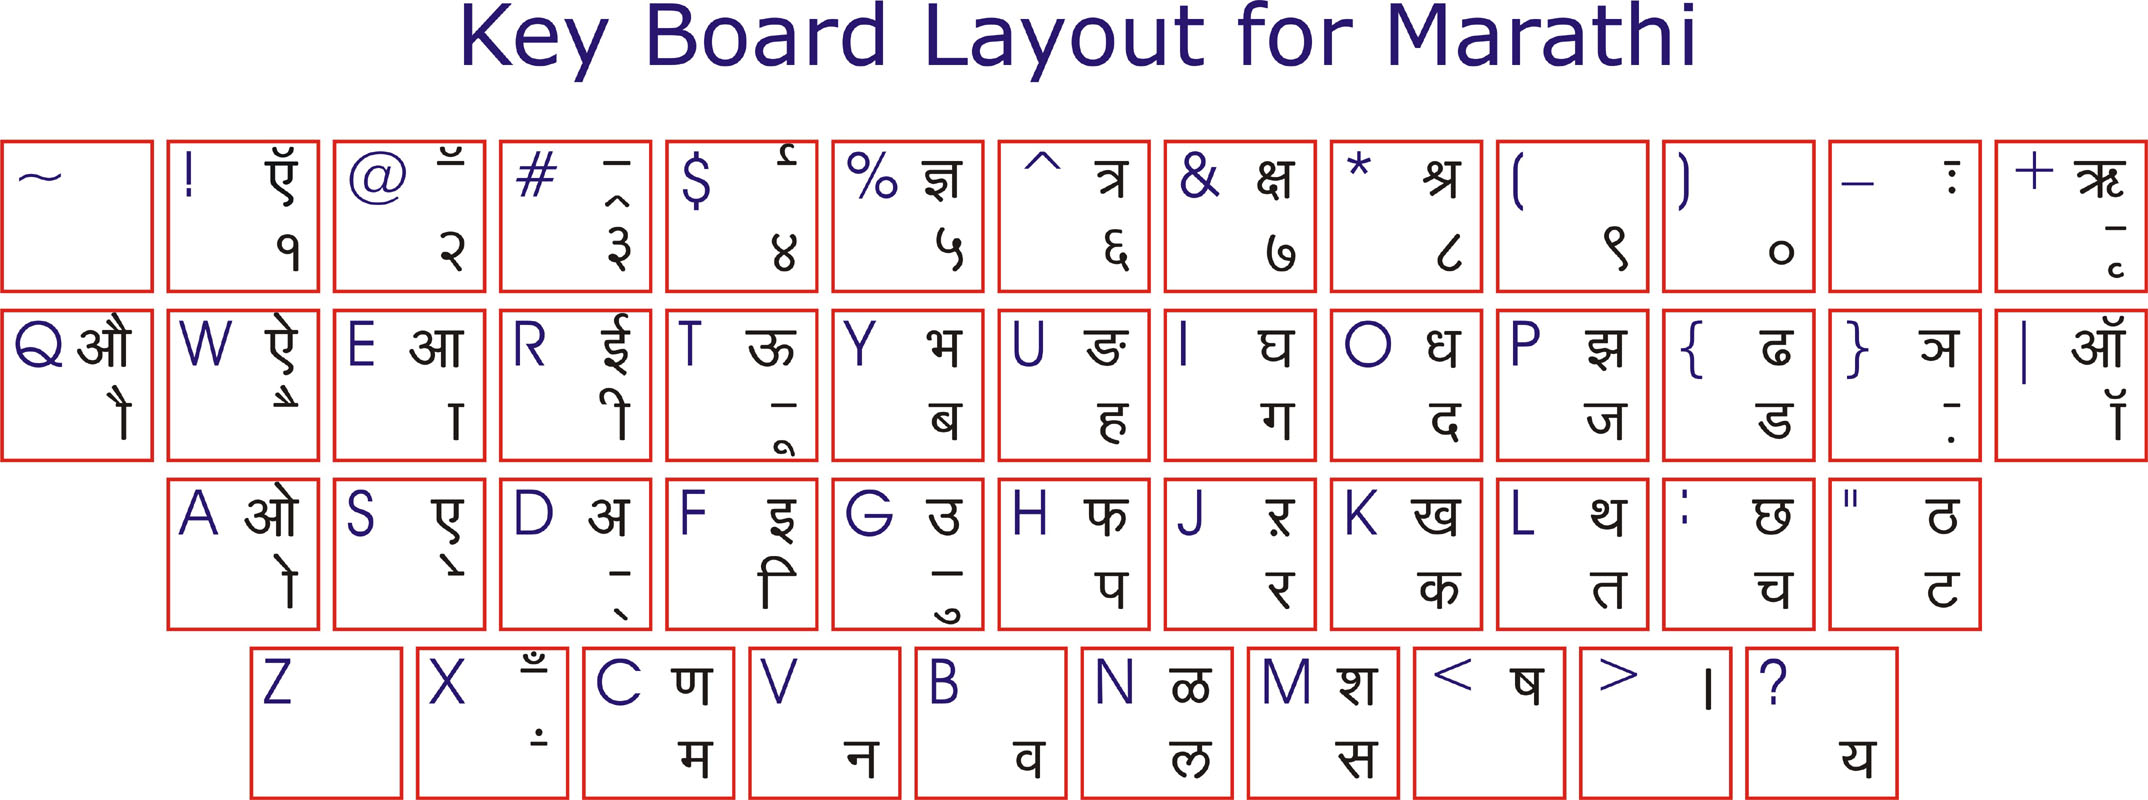 Key Board Layout for Marathi
~ ! ऍ @ ॅ # ्र $ र् % ज्ञ ^ त्र & क्ष * श्र ( ) _ ः + ऋ
१ २ ३ ४ ५ ६ ७ ८ ९ ० ृ
Q औ W ऐ E आ R ई T ऊ Y भ U ङ I घ O ध P झ { ढ } ञ | ऑ
ौ ै ा ी ू ब ह ग द ज ड ़ ॉ
A ओ S ए D अ F इ G उ H फ J ऱ K ख L थ : छ " ठ
ो े ् ि ु प र क त च ट
Z X ँ C ण V B N ळ M श < ष > । ?
ं म न व ल स य